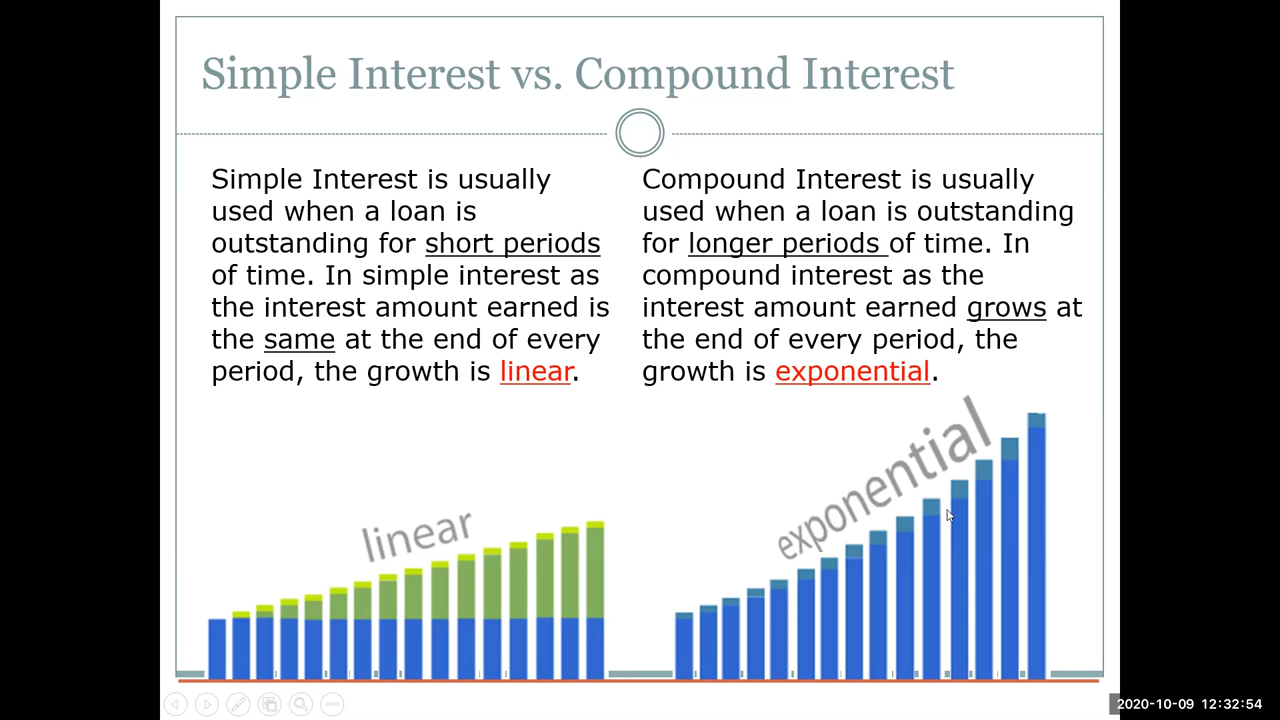 Simple Interest vs. Compound Interest
Simple Interest is usually
used when a loan is
outstanding for short periods
of time. In simple interest as
the interest amount earned is
the same at the end of every
period, the growth is linear.
Compound Interest is usually
used when a loan is outstanding
for longer periods of time. In
compound interest as the
interest amount earned grows at
the end of every period, the
growth is exponential.
linear
exponential
2020-10-09 12:32:54